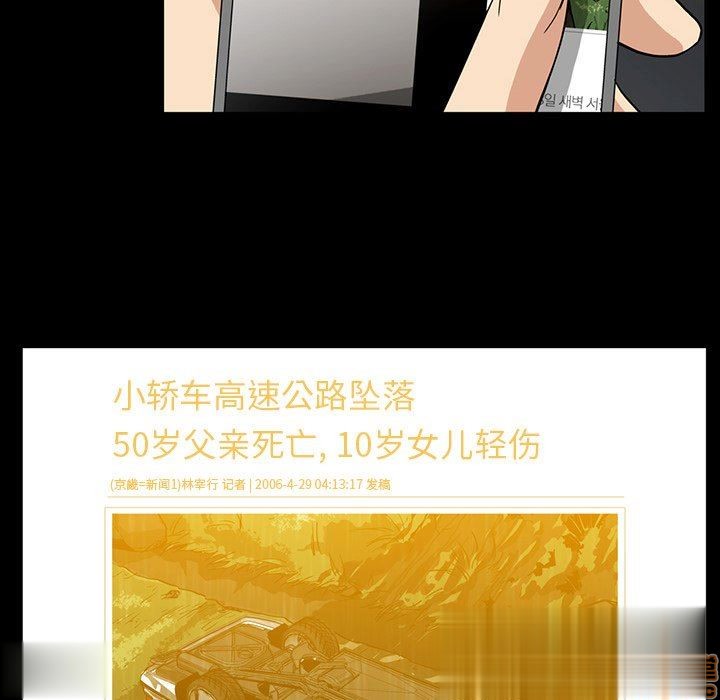 일 새벽 서
小轿车高速公路坠落
50岁父亲死亡, 10岁女儿轻伤
(京畿=新闻1)林宰行 记者 | 2006-4-29 04:13:17 发稿